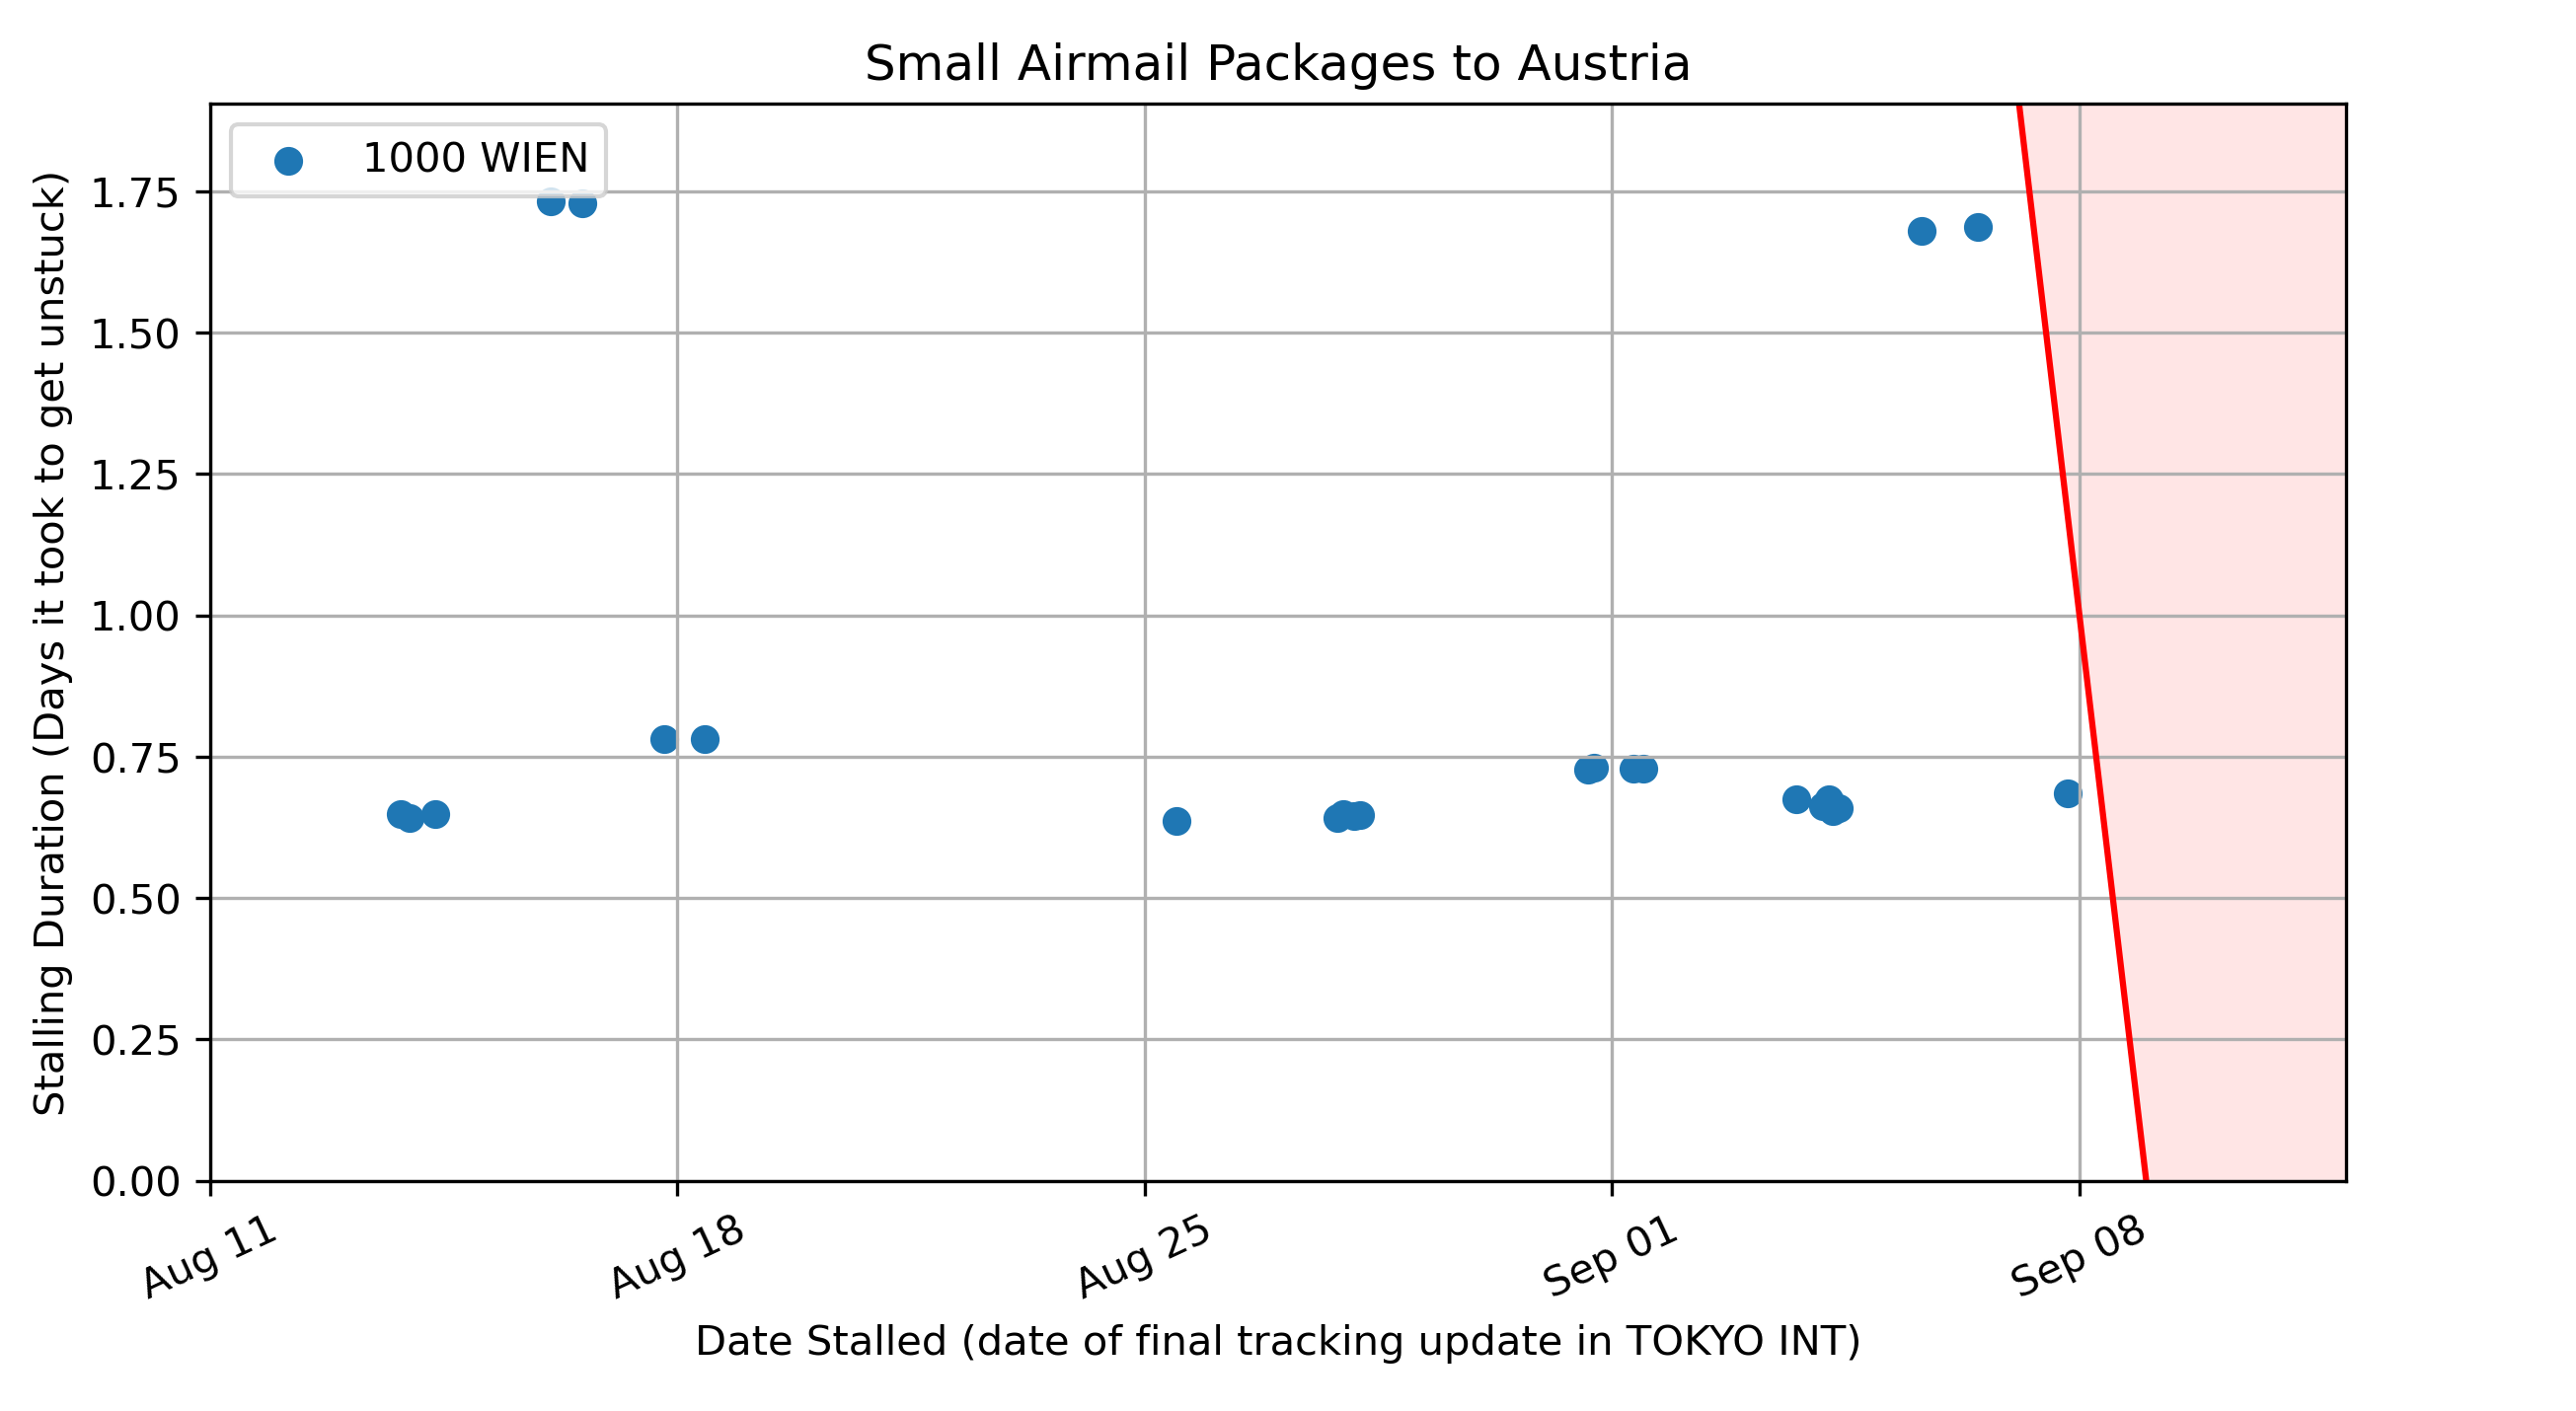 Small Airmail Packages to Austria
1000 WIEN
Stalling Duration (Days it took to get unstuck)
1.75
1.50
1.25
1.00
0.75
0.50
0.25
0.00
Aug 11
Aug 18
Aug 25
Sep 01
Sep 08
Date Stalled (date of final tracking update in TOKYO INT)